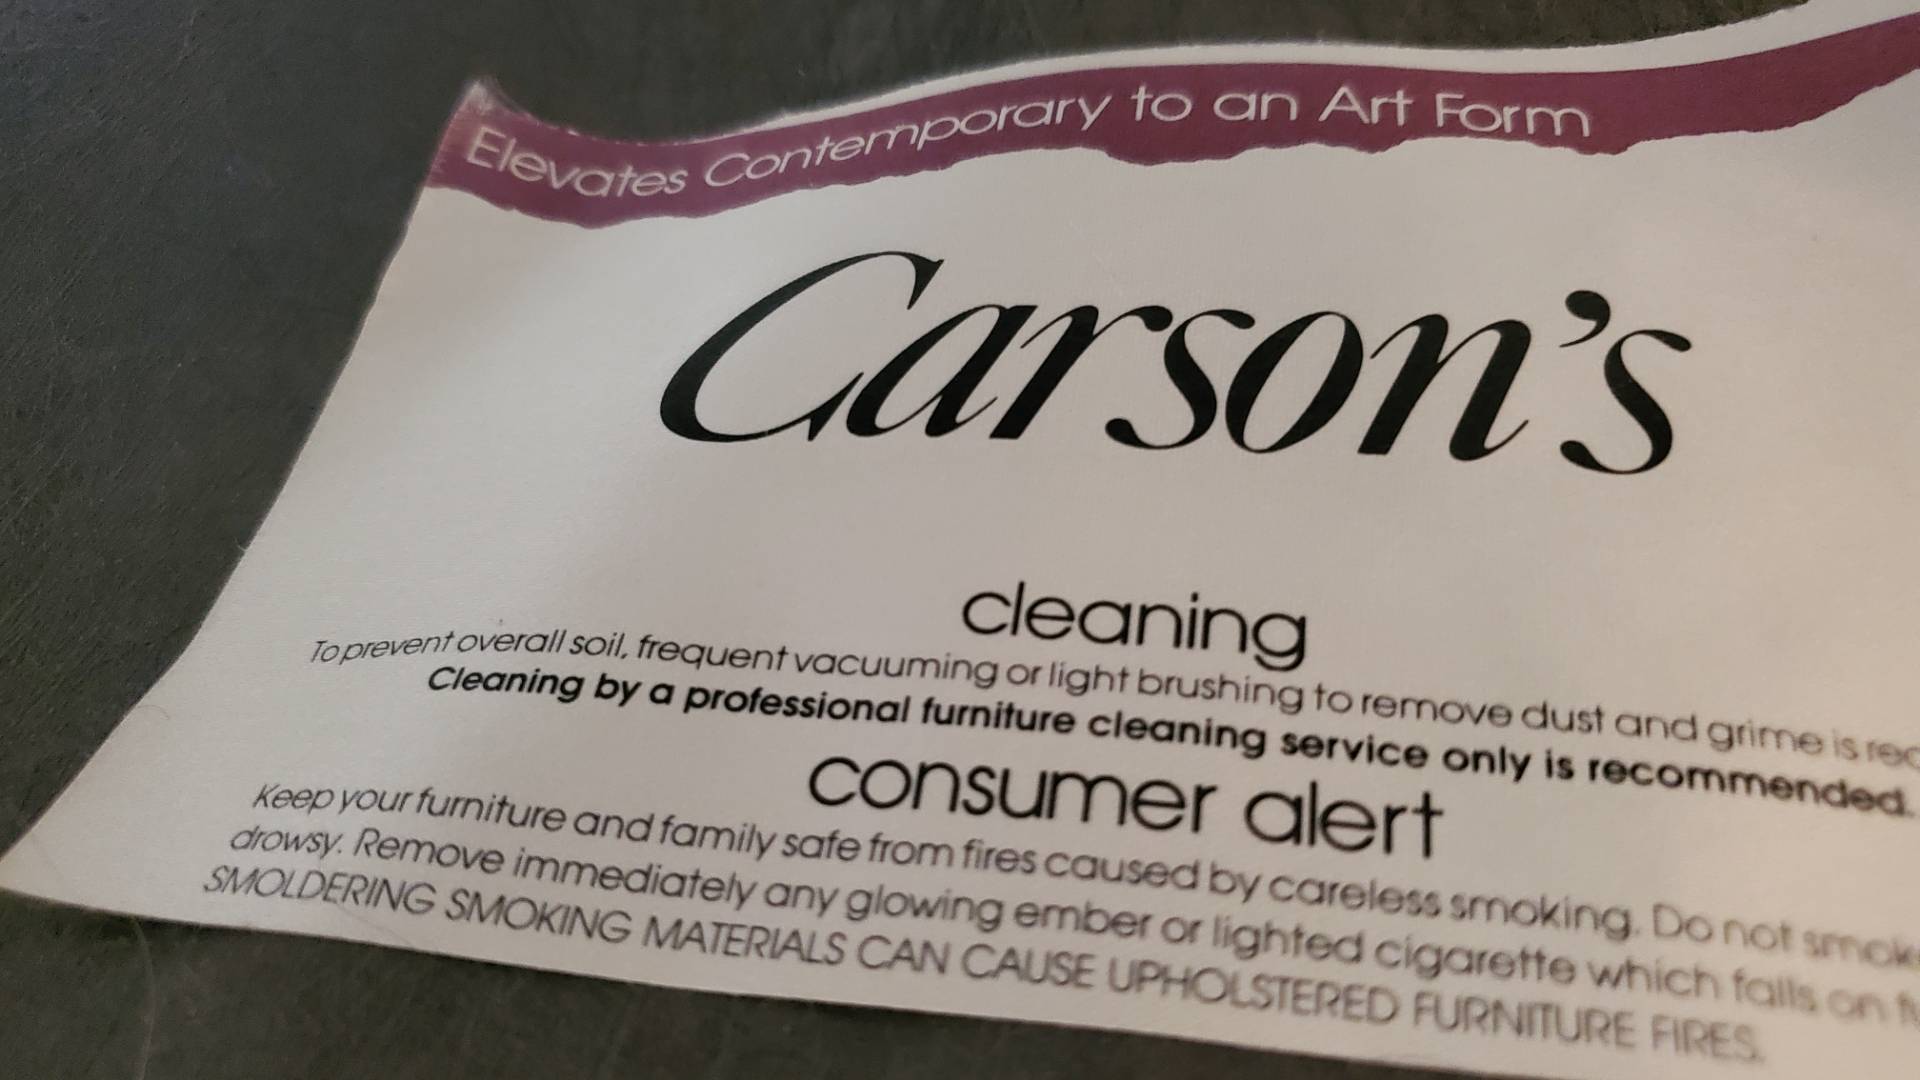 Elevates Contemporary to an Art Form
Carson's
cleaning
To prevent overall soil, frequent vacuuming or light brushing to remove dust and grime is
Cleaning by a professional furniture cleaning service only is recommended.
consumer alert
Keep your furniture and family safe from fires caused by careless smoking. Do not
drowsy. Remove immediately any glowing ember or lighted cigarette which falls on
SMOLDERING SMOKING MATERIALS CAN CAUSE UPHOLSTERED FURNITURE FIRES.